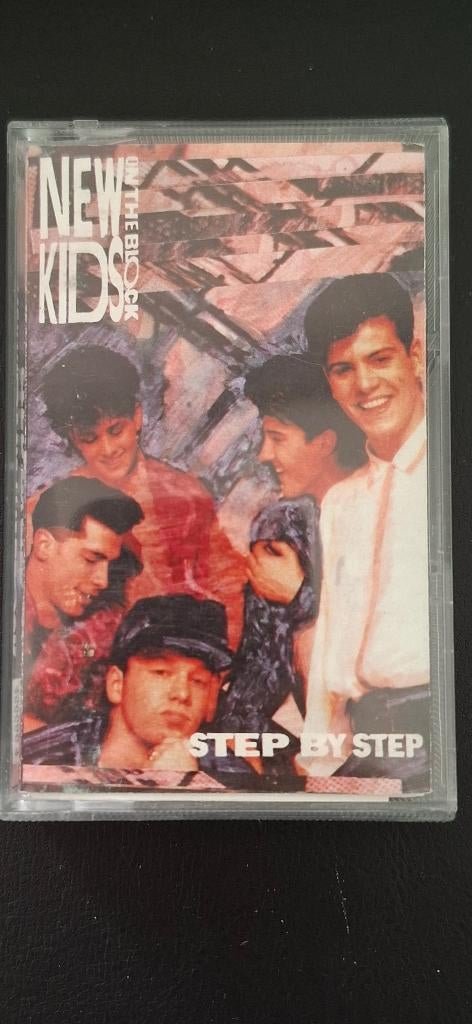 NEW
KIDS
ON THE BLOCK
STEP BY STEP